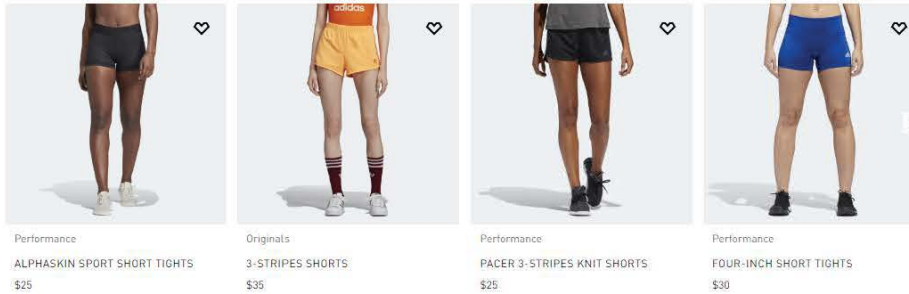 adidas
Performance
ALPHASKIN SPORT SHORT TIGHTS
$25
Originals
3-STRIPES SHORTS
$35
Performance
PACER 3-STRIPES KNIT SHORTS
$25
Performance
FOUR-INCH SHORT TIGHTS
$30